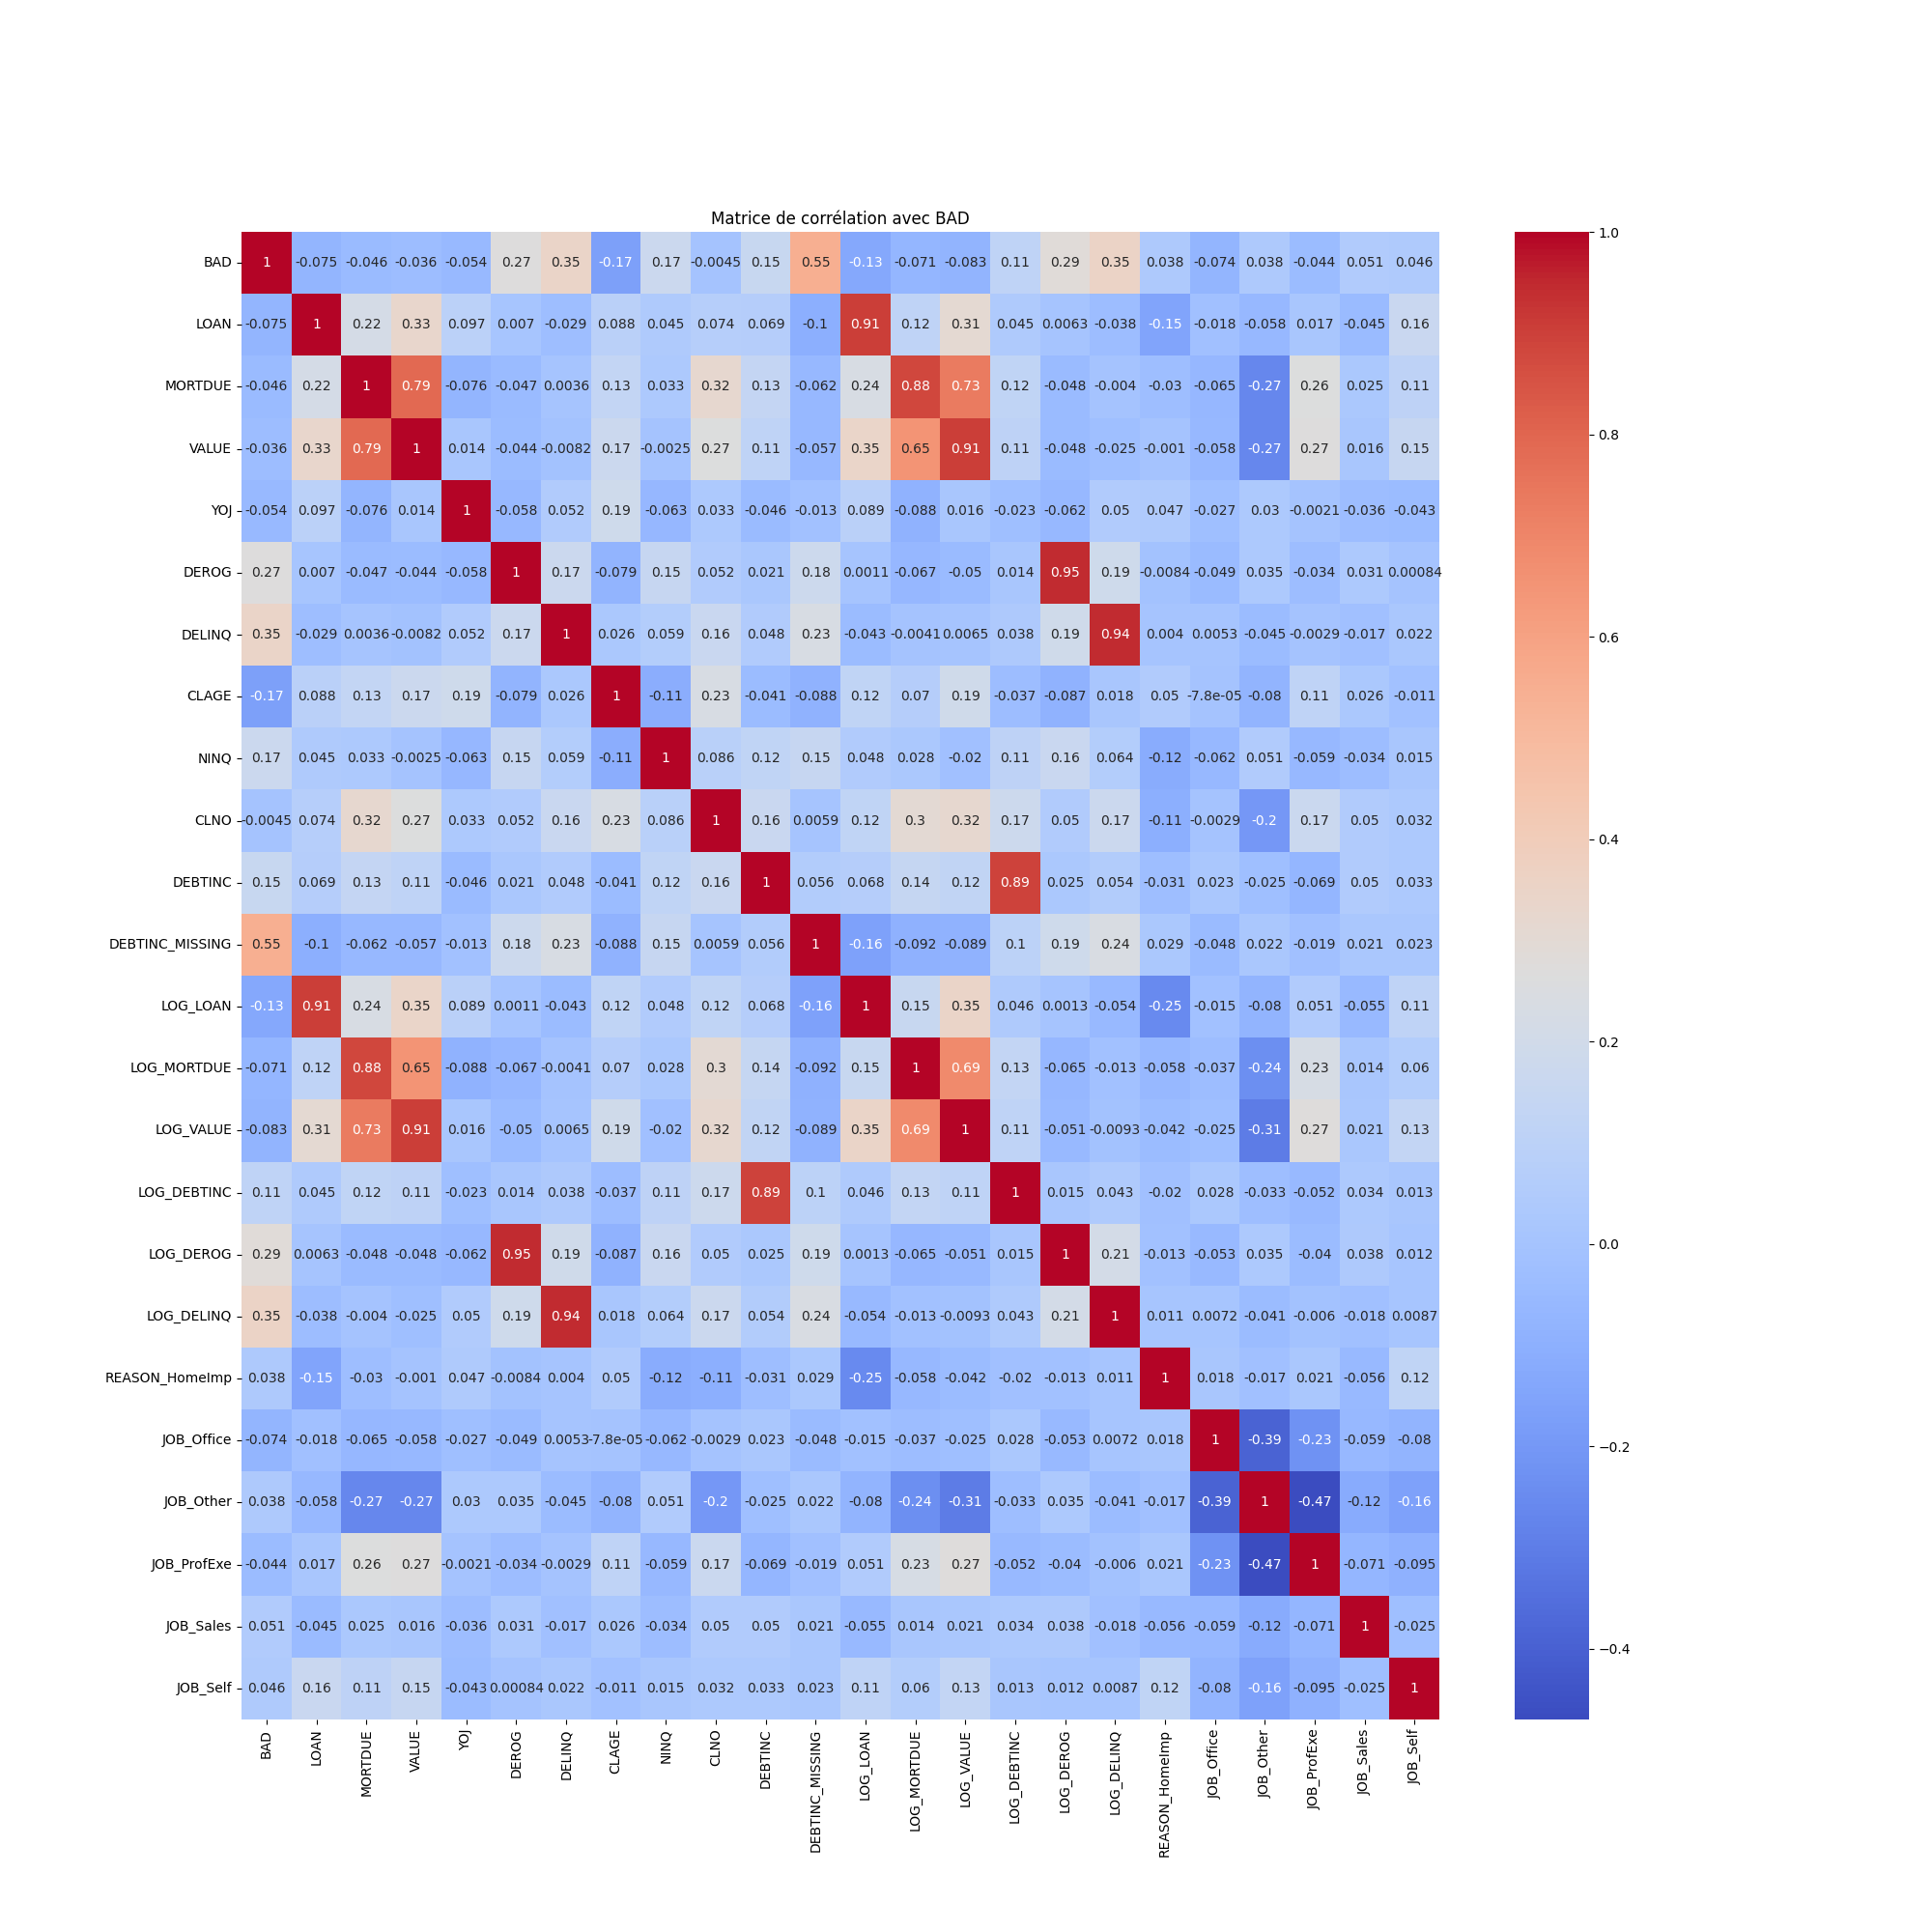 Matrice de corrélation avec BAD
BAD 1 -0.075 -0.046 -0.036 -0.054 0.27 0.35 -0.17 0.17 -0.0045 0.15 0.55 -0.13 -0.071 -0.083 0.11 0.29 0.35 0.038 -0.074 0.038 -0.044 0.051 0.046
LOAN -0.075 1 0.22 0.33 0.097 0.007 -0.029 0.088 0.045 0.074 0.069 -0.1 0.91 0.12 0.31 0.045 0.0063 -0.038 -0.15 -0.018 -0.058 0.017 -0.045 0.16
MORTDUE -0.046 0.22 1 0.79 -0.076 -0.047 0.0036 0.13 0.033 0.32 0.13 -0.062 0.24 0.88 0.73 0.12 -0.048 -0.004 -0.03 -0.065 -0.27 0.26 0.025 0.11
VALUE -0.036 0.33 0.79 1 0.014 -0.044 -0.0082 0.17 -0.0025 0.27 0.11 -0.057 0.35 0.65 0.91 0.11 -0.048 -0.025 -0.001 -0.058 -0.27 0.27 0.016 0.15
YOJ -0.054 0.097 -0.076 0.014 1 -0.058 0.052 0.19 -0.063 0.033 -0.046 -0.013 0.089 -0.088 0.016 -0.023 -0.062 0.05 0.047 -0.027 0.03 -0.0021 -0.036 -0.043
DEROG 0.27 0.007 -0.047 -0.044 -0.058 1 0.17 -0.079 0.15 0.052 0.021 0.18 0.0011 -0.067 -0.05 0.014 0.95 0.19 -0.0084 -0.049 0.035 -0.034 0.031 0.00084
DELINQ 0.35 -0.029 0.0036 -0.0082 0.052 0.17 1 0.026 0.059 0.16 0.048 0.23 -0.043 -0.0041 0.0065 0.038 0.19 0.94 0.004 0.0053 -0.045 -0.0029 -0.017 0.022
CLAGE -0.17 0.088 0.13 0.17 0.19 -0.079 0.026 1 -0.11 0.23 -0.041 -0.088 0.12 0.07 0.19 -0.037 -0.087 0.018 0.05 -7.8e-05 -0.08 0.11 0.026 -0.011
NINQ 0.17 0.045 0.033 -0.0025 -0.063 0.15 0.059 -0.11 1 0.086 0.12 0.15 0.048 0.028 -0.02 0.11 0.16 0.064 -0.12 -0.062 0.051 -0.059 -0.034 0.015
CLNO -0.0045 0.074 0.32 0.27 0.033 0.052 0.16 0.23 0.086 1 0.16 0.0059 0.12 0.3 0.32 0.17 0.05 0.17 -0.11 -0.0029 -0.2 0.17 0.05 0.032
DEBTINC 0.15 0.069 0.13 0.11 -0.046 0.021 0.048 -0.041 0.12 0.16 1 0.056 0.068 0.14 0.12 0.89 0.025 0.054 -0.031 0.023 -0.025 -0.069 0.05 0.033
DEBTINC_MISSING 0.55 -0.1 -0.062 -0.057 -0.013 0.18 0.23 -0.088 0.15 0.0059 0.056 1 -0.16 -0.092 -0.089 0.1 0.19 0.24 0.029 -0.048 0.022 -0.019 0.021 0.023
LOG_LOAN -0.13 0.91 0.24 0.35 0.089 0.0011 -0.043 0.12 0.048 0.12 0.068 -0.16 1 0.15 0.35 0.046 0.0013 -0.054 -0.25 -0.015 -0.08 0.051 -0.055 0.11
LOG_MORTDUE -0.071 0.12 0.88 0.65 -0.088 -0.067 -0.0041 0.07 0.028 0.3 0.14 -0.092 0.15 1 0.69 0.13 -0.065 -0.013 -0.058 -0.037 -0.24 0.23 0.014 0.06
LOG_VALUE -0.083 0.31 0.73 0.91 0.016 -0.05 0.0065 0.19 -0.02 0.32 0.12 -0.089 0.35 0.69 1 0.11 -0.051 -0.0093 -0.042 -0.025 -0.31 0.27 0.021 0.13
LOG_DEBTINC 0.11 0.045 0.12 0.11 -0.023 0.014 0.038 -0.037 0.11 0.17 0.89 0.1 0.046 0.13 0.11 1 0.015 0.043 -0.02 0.028 -0.033 -0.052 0.034 0.013
LOG_DEROG 0.29 0.0063 -0.048 -0.048 -0.062 0.95 0.19 -0.087 0.16 0.05 0.025 0.19 0.0013 -0.065 -0.051 0.015 1 0.21 -0.013 -0.053 0.035 -0.04 0.038 0.012
LOG_DELINQ 0.35 -0.038 -0.004 -0.025 0.05 0.19 0.94 0.018 0.064 0.17 0.054 0.24 -0.054 -0.013 -0.0093 0.043 0.21 1 0.011 0.0072 -0.041 -0.006 -0.018 0.0087
REASON_HomeImp 0.038 -0.15 -0.03 -0.001 0.047 -0.0084 0.004 0.05 -0.12 -0.11 -0.031 0.029 -0.25 -0.058 -0.042 -0.02 -0.013 0.011 1 0.018 -0.017 0.021 -0.056 0.12
JOB_Office -0.074 -0.018 -0.065 -0.058 -0.027 -0.049 0.0053 -7.8e-05 -0.062 -0.0029 0.023 -0.048 -0.015 -0.037 -0.025 0.028 -0.053 0.0072 0.018 1 -0.39 -0.23 -0.059 -0.08
JOB_Other 0.038 -0.058 -0.27 -0.27 0.03 0.035 -0.045 -0.08 0.051 -0.2 -0.025 0.022 -0.08 -0.24 -0.31 -0.033 0.035 -0.041 -0.017 -0.39 1 -0.47 -0.12 -0.16
JOB_ProfExe -0.044 0.017 0.26 0.27 -0.0021 -0.034 -0.0029 0.11 -0.059 0.17 -0.069 -0.019 0.051 0.23 0.27 -0.052 -0.04 -0.006 0.021 -0.23 -0.47 1 -0.071 -0.095
JOB_Sales 0.051 -0.045 0.025 0.016 -0.036 0.031 -0.017 0.026 -0.034 0.05 0.05 0.021 -0.055 0.014 0.021 0.034 0.038 -0.018 -0.056 -0.059 -0.12 -0.071 1 -0.025
JOB_Self 0.046 0.16 0.11 0.15 -0.043 0.00084 0.022 -0.011 0.015 0.032 0.033 0.023 0.11 0.06 0.13 0.013 0.012 0.0087 0.12 -0.08 -0.16 -0.095 -0.025 1
BAD LOAN MORTDUE VALUE YOJ DEROG DELINQ CLAGE NINQ CLNO DEBTINC DEBTINC_MISSING LOG_LOAN LOG_MORTDUE LOG_VALUE LOG_DEBTINC LOG_DEROG LOG_DELINQ REASON_HomeImp JOB_Office JOB_Other JOB_ProfExe JOB_Sales JOB_Self
1.0
0.8
0.6
0.4
0.2
0.0
−0.2
−0.4